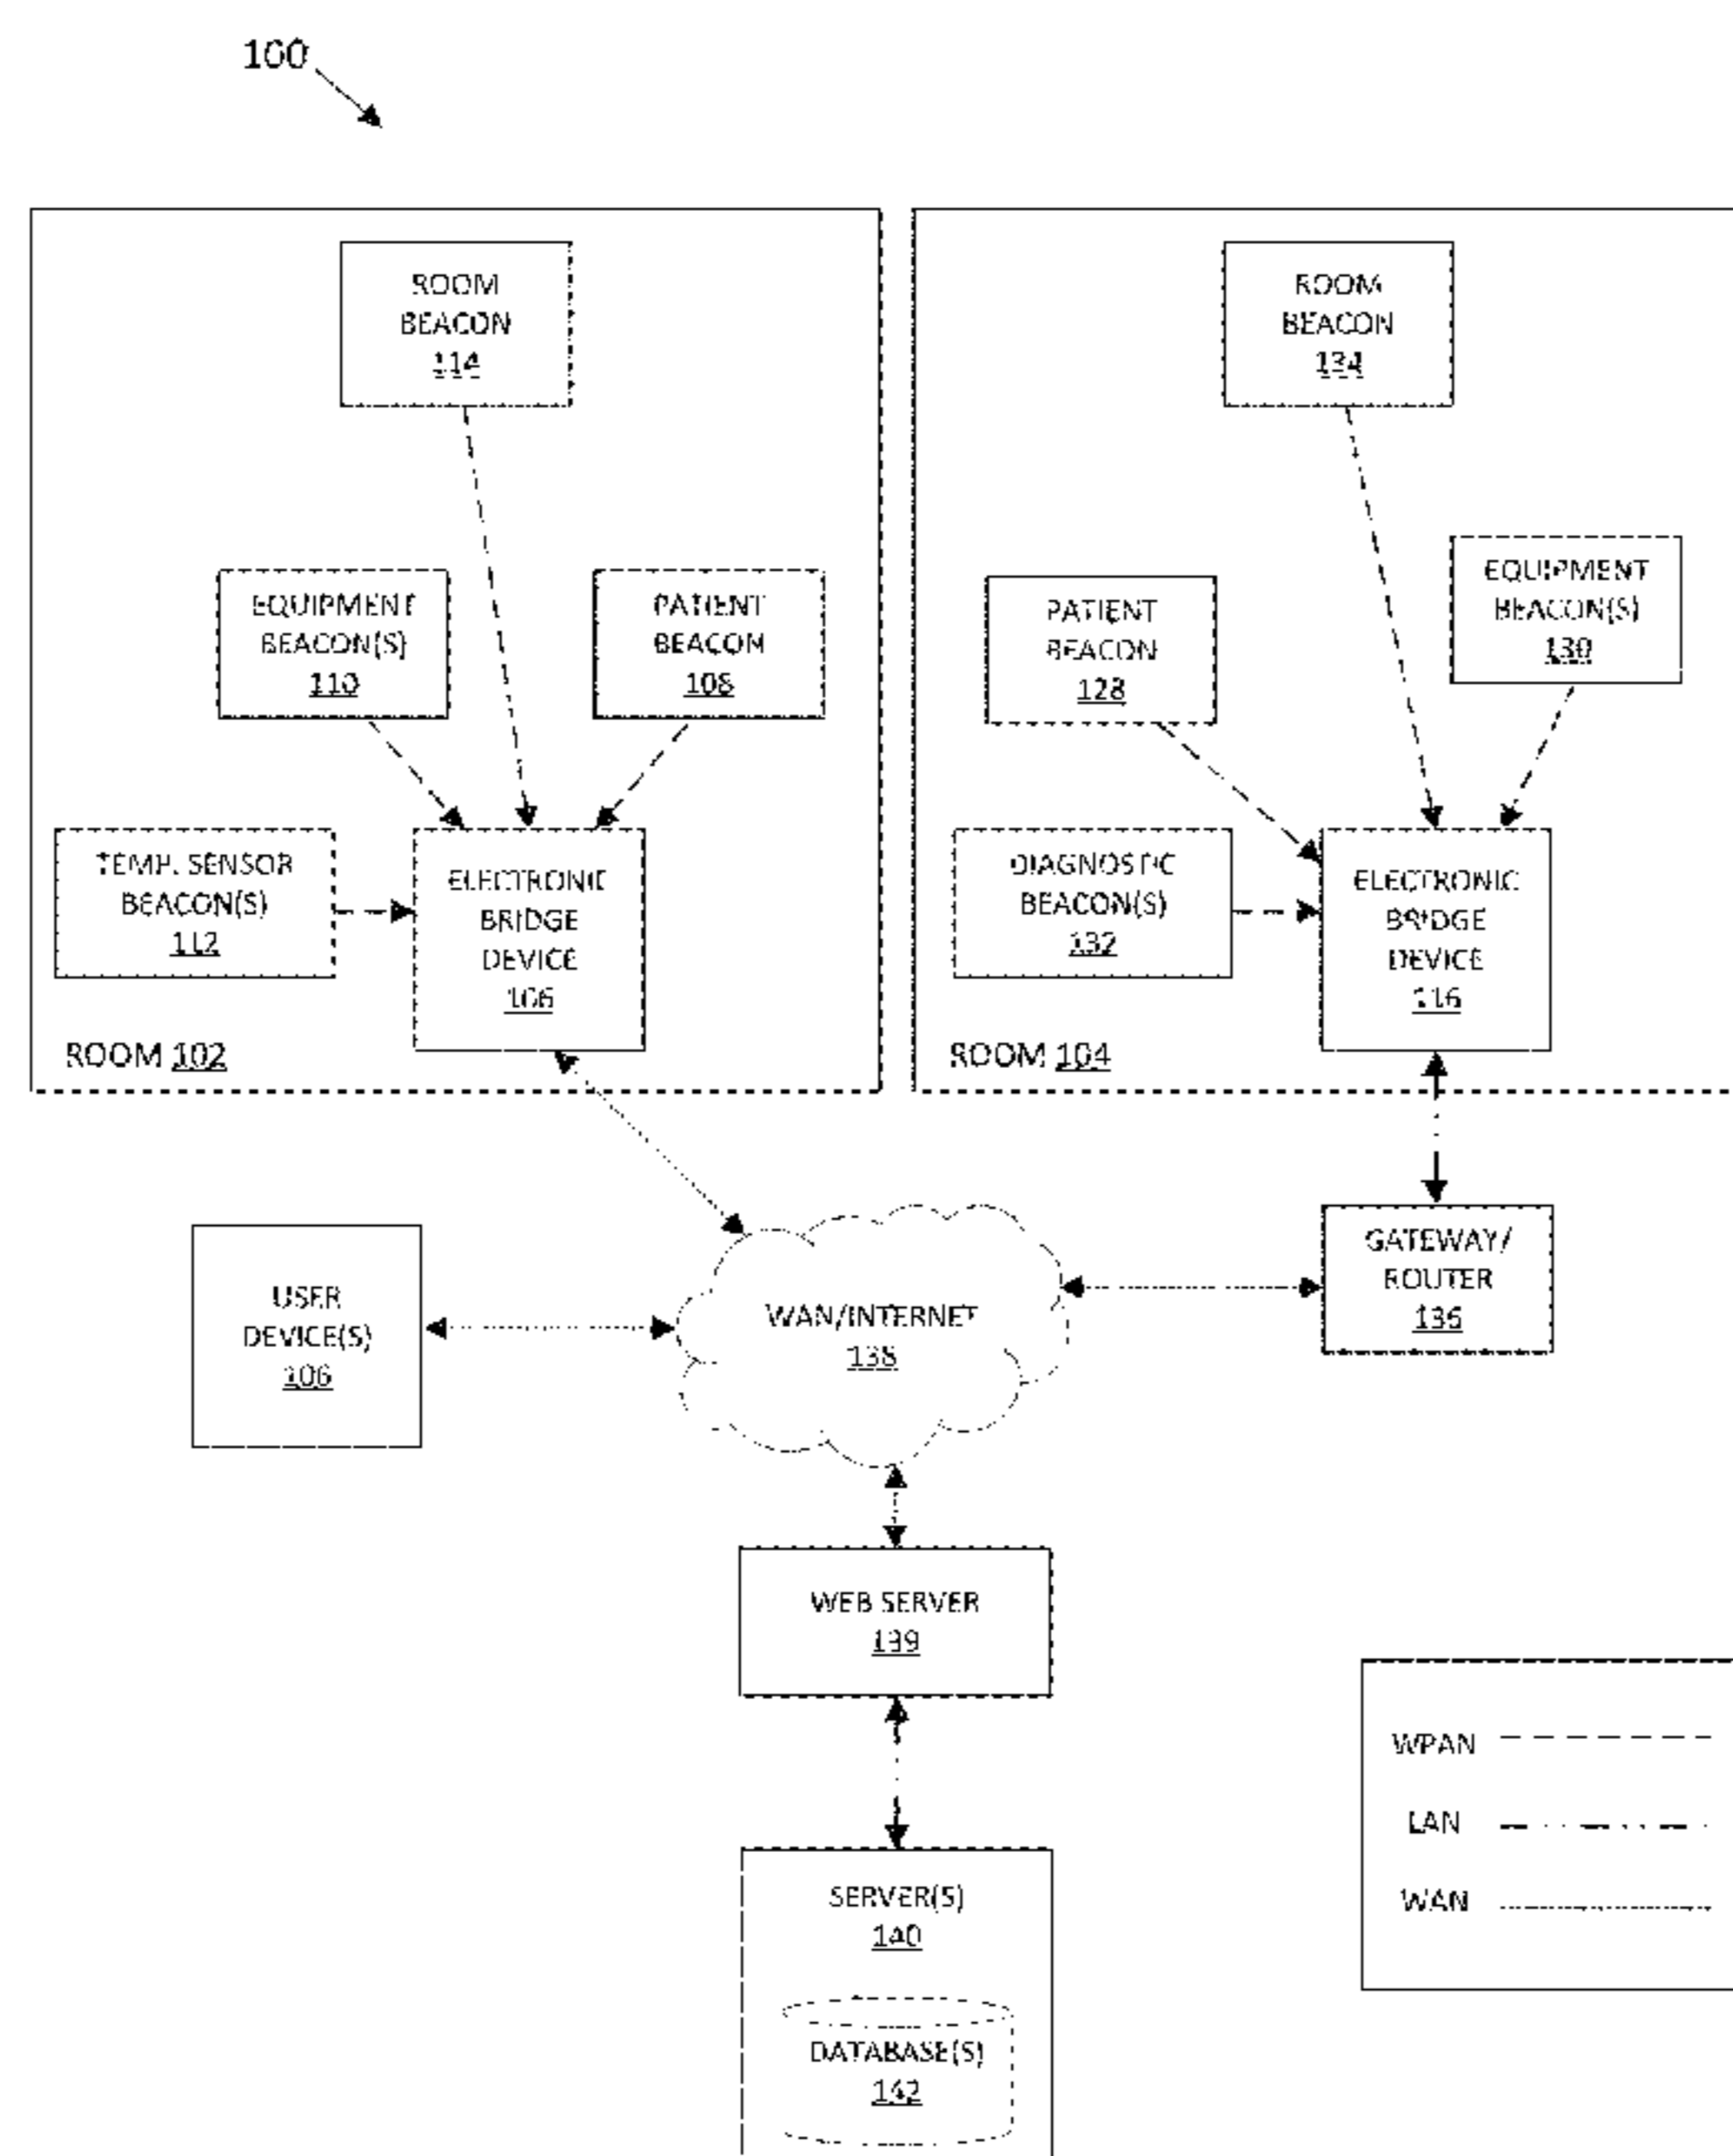 100
ROOM
BEACON
114
EQUIPMENT
BEACON(S)
110
PATIENT
BEACON
108
TEMP. SENSOR
BEACON(S)
112
ELECTRONIC
BRIDGE
DEVICE
106
ROOM 102
ROOM
BEACON
134
PATIENT
BEACON
128
EQUIPMENT
BEACON(S)
130
DIAGNOSTIC
BEACON(S)
132
ELECTRONIC
BRIDGE
DEVICE
116
ROOM 104
USER
DEVICE(S)
106
WAN/INTERNET
138
GATEWAY/
ROUTER
136
WEB SERVER
139
SERVER(S)
140
DATABASE(S)
142
WPAN
LAN
WAN